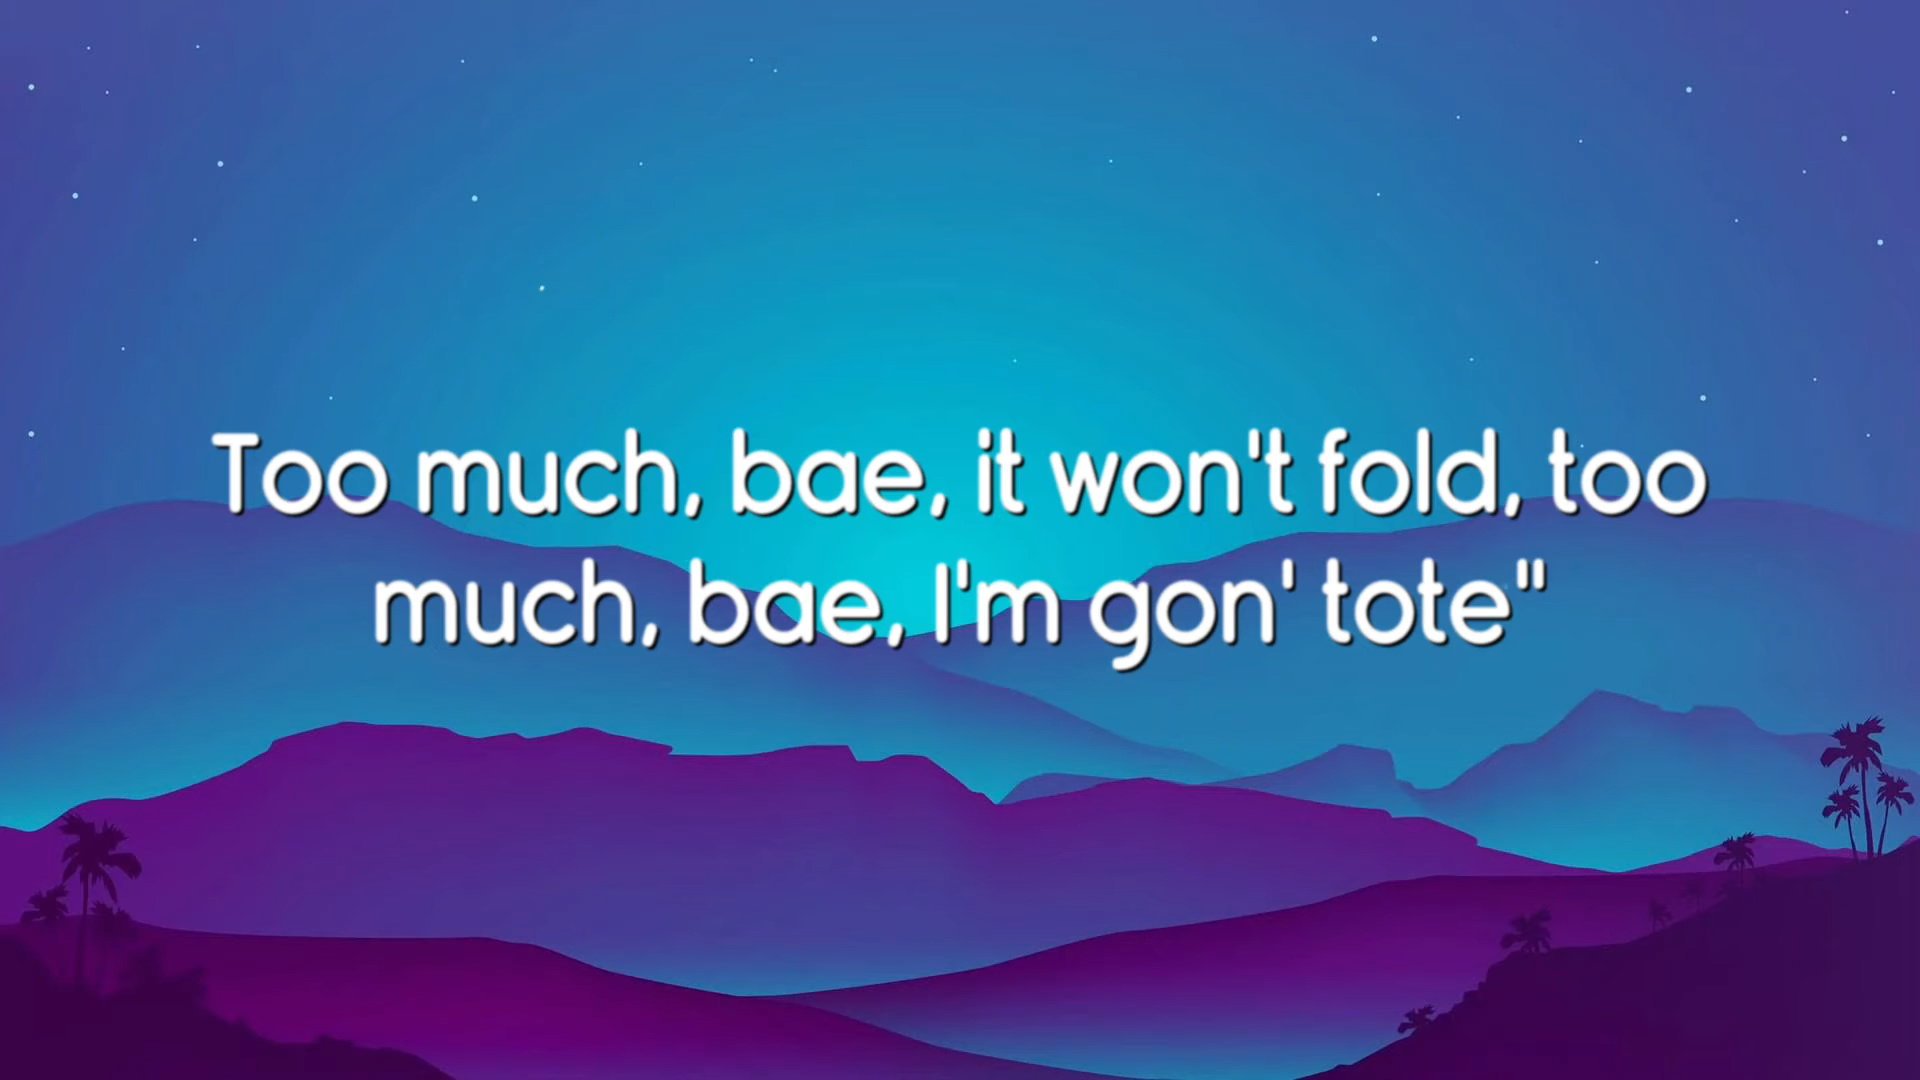 Too much, bae, it won't fold, too
much, bae, I'm gon' tote"